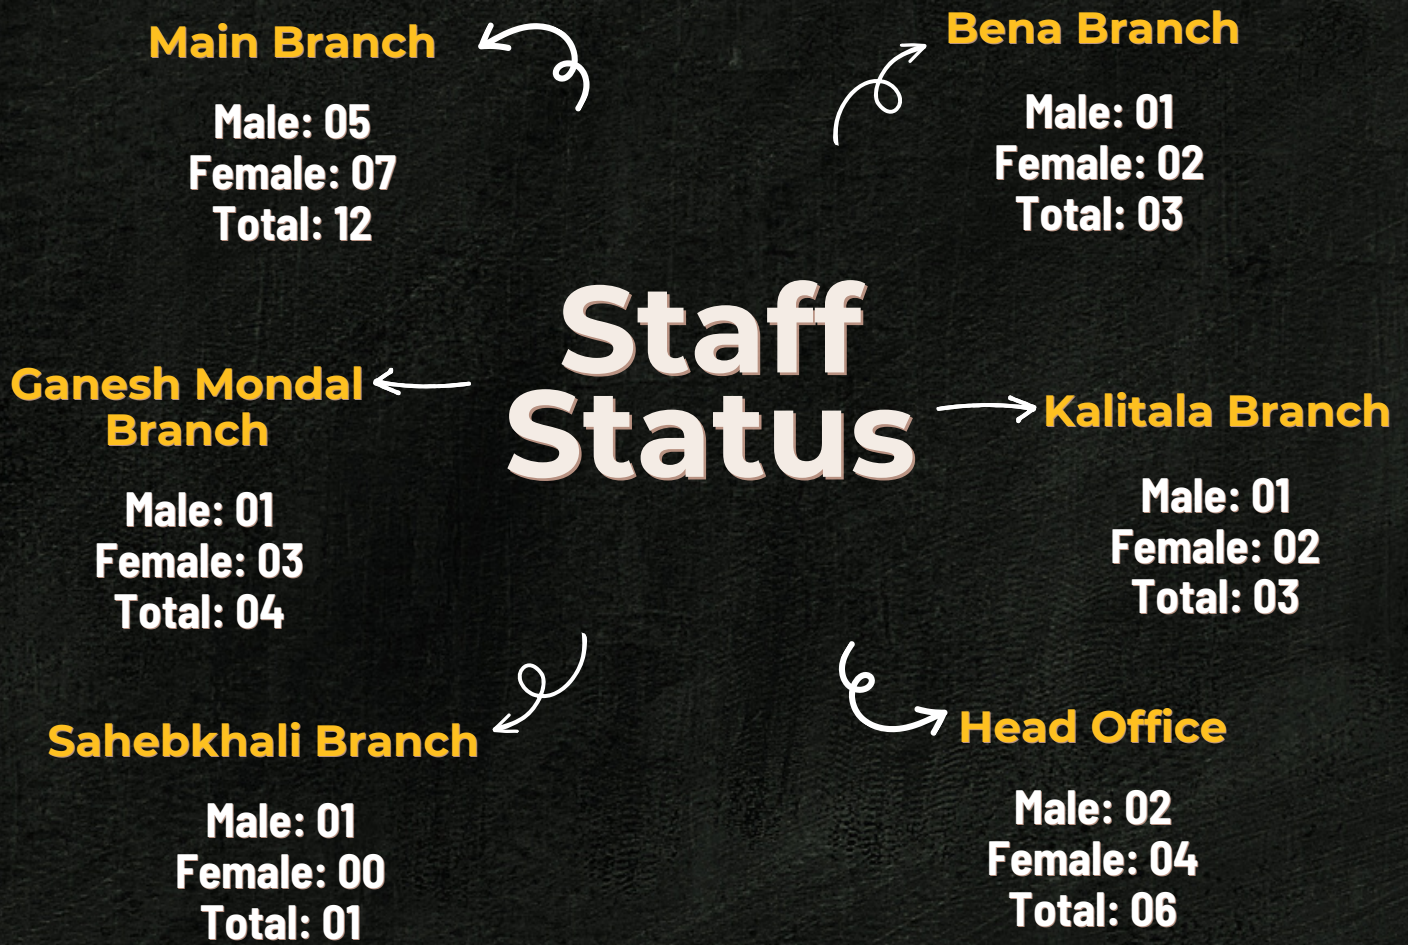 Main Branch
Male: 05
Female: 07
Total: 12
Bena Branch
Male: 01
Female: 02
Total: 03
Staff
Status
Ganesh Mondal
Branch
Male: 01
Female: 03
Total: 04
Kalitala Branch
Male: 01
Female: 02
Total: 03
Sahebkhali Branch
Male: 01
Female: 00
Total: 01
Head Office
Male: 02
Female: 04
Total: 06